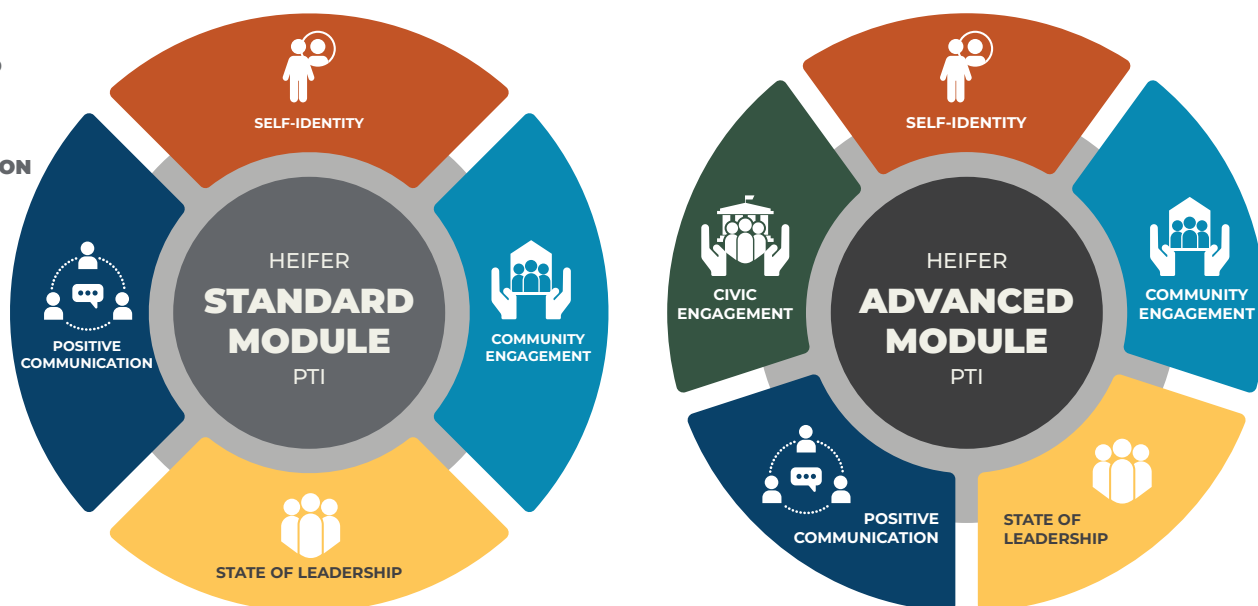 ON
SELF-IDENTITY
POSITIVE
COMMUNICATION
HEIFER
STANDARD
MODULE
PTI
COMMUNITY
ENGAGEMENT
STATE OF LEADERSHIP
SELF-IDENTITY
CIVIC
ENGAGEMENT
HEIFER
ADVANCED
MODULE
PTI
COMMUNITY
ENGAGEMENT
POSITIVE
COMMUNICATION
STATE OF
LEADERSHIP